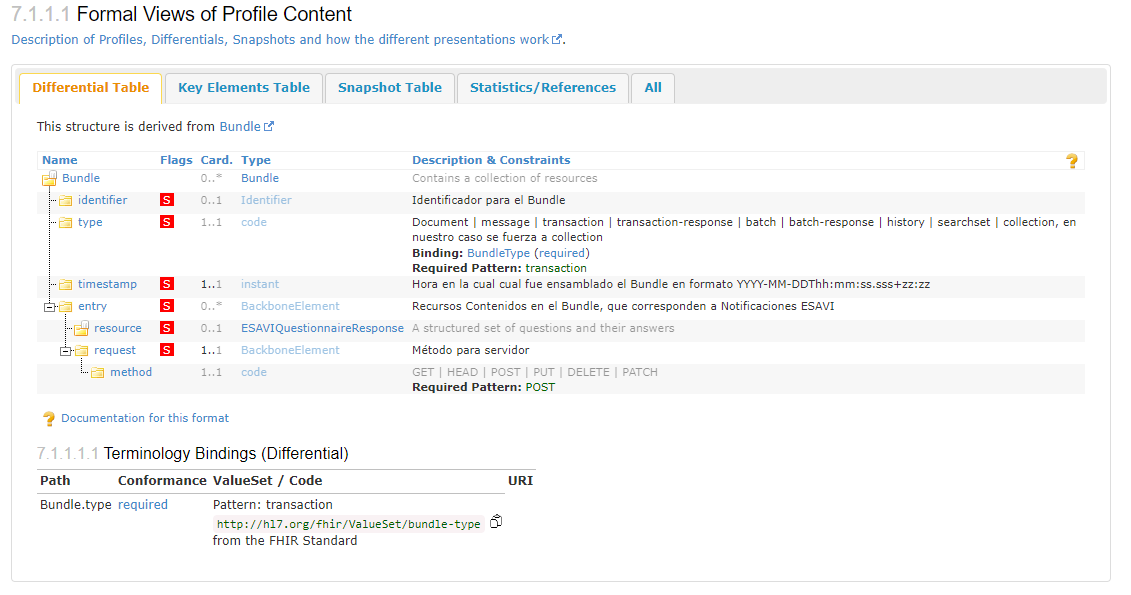 7.1.1.1 Formal Views of Profile Content
Description of Profiles, Differentials, Snapshots and how the different presentations work.
Differential Table Key Elements Table Snapshot Table Statistics/References All
This structure is derived from Bundle
Name Flags Card. Type Description & Constraints
Bundle 0..* Bundle Contains a collection of resources
identifier S 0..1 Identifier Identificador para el Bundle
type S 1..1 code Document | message | transaction | transaction-response | batch | batch-response | history | searchset | collection, en
nuestro caso se fuerza a collection
Binding: BundleType (required)
Required Pattern: transaction
timestamp S 1..1 instant Hora en la cual cual fue ensamblado el Bundle en formato YYYY-MM-DDThh:mm:ss.sss+zz:zz
entry S 0..* BackboneElement Recursos Contenidos en el Bundle, que corresponden a Notificaciones ESAVI
resource S 0..1 ESAVIQuestionnaireResponse A structured set of questions and their answers
request S 1..1 BackboneElement Método para servidor
method 1..1 code GET | HEAD | POST | PUT | DELETE | PATCH
Required Pattern: POST
Documentation for this format
7.1.1.1.1 Terminology Bindings (Differential)
Path Conformance ValueSet / Code URI
Bundle.type required Pattern: transaction
http://hl7.org/fhir/ValueSet/bundle-type
from the FHIR Standard